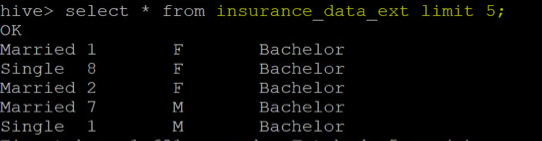 hive> select * from insurance_data_ext limit 5;
OK
Married 1 F Bachelor
Single 8 F Bachelor
Married 2 F Bachelor
Married 7 M Bachelor
Single 1 M Bachelor